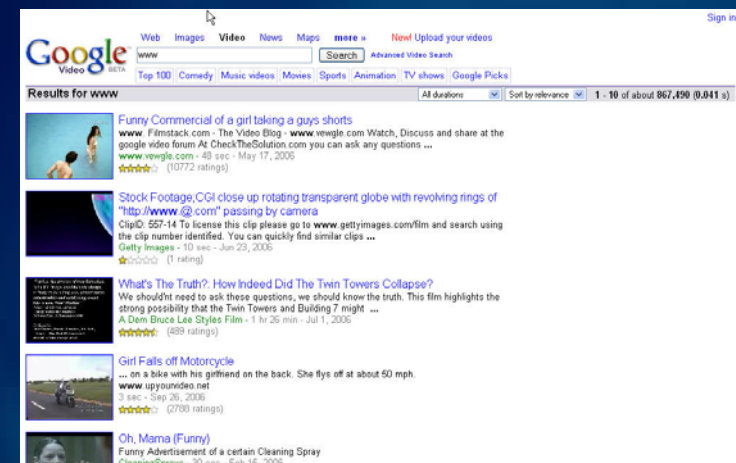 Sign in
Web Images Video News Maps more » New! Upload your videos
Google Video BETA
www Search Advanced Video Search
Top 100 Comedy Music videos Movies Sports Animation TV shows Google Picks
Results for www All durations Sort by relevance 1 - 10 of about 867,490 (0.041 s)
Funny Commercial of a girl taking a guys shorts
www. Filmstack.com - The Video Blog - www.vewgle.com Watch, Discuss and share at the
google video forum At CheckTheSolution.com you can ask any questions ...
www.vewgle.com - 48 sec - May 17, 2006
(10772 ratings)
Stock Footage;CGI close up rotating transparent globe with revolving rings of
"http://www.@.com" passing by camera
ClipID: 557-14 To license this clip please go to www.gettyimages.com/film and search using
the clip number identified. You can quickly find similar clips ...
Getty Images - 10 sec - Jun 23, 2006
(1 rating)
What's The Truth?: How Indeed Did The Twin Towers Collapse?
We should'nt need to ask these questions, we should know the truth. This film highlights the
strong possibility that the Twin Towers and Building 7 might ...
A Dem Bruce Lee Styles Film - 1 hr 26 min - Jul 1, 2006
(489 ratings)
Girl Falls off Motorcycle
... on a bike with his girlfriend on the back. She flys off at about 50 mph.
www.upyourvideo.net
3 sec - Sep 26, 2006
(2788 ratings)
Oh, Mama (Funny)
Funny Advertisement of a certain Cleaning Spray
CleaningSprays - 30 sec - Feb 15, 2006